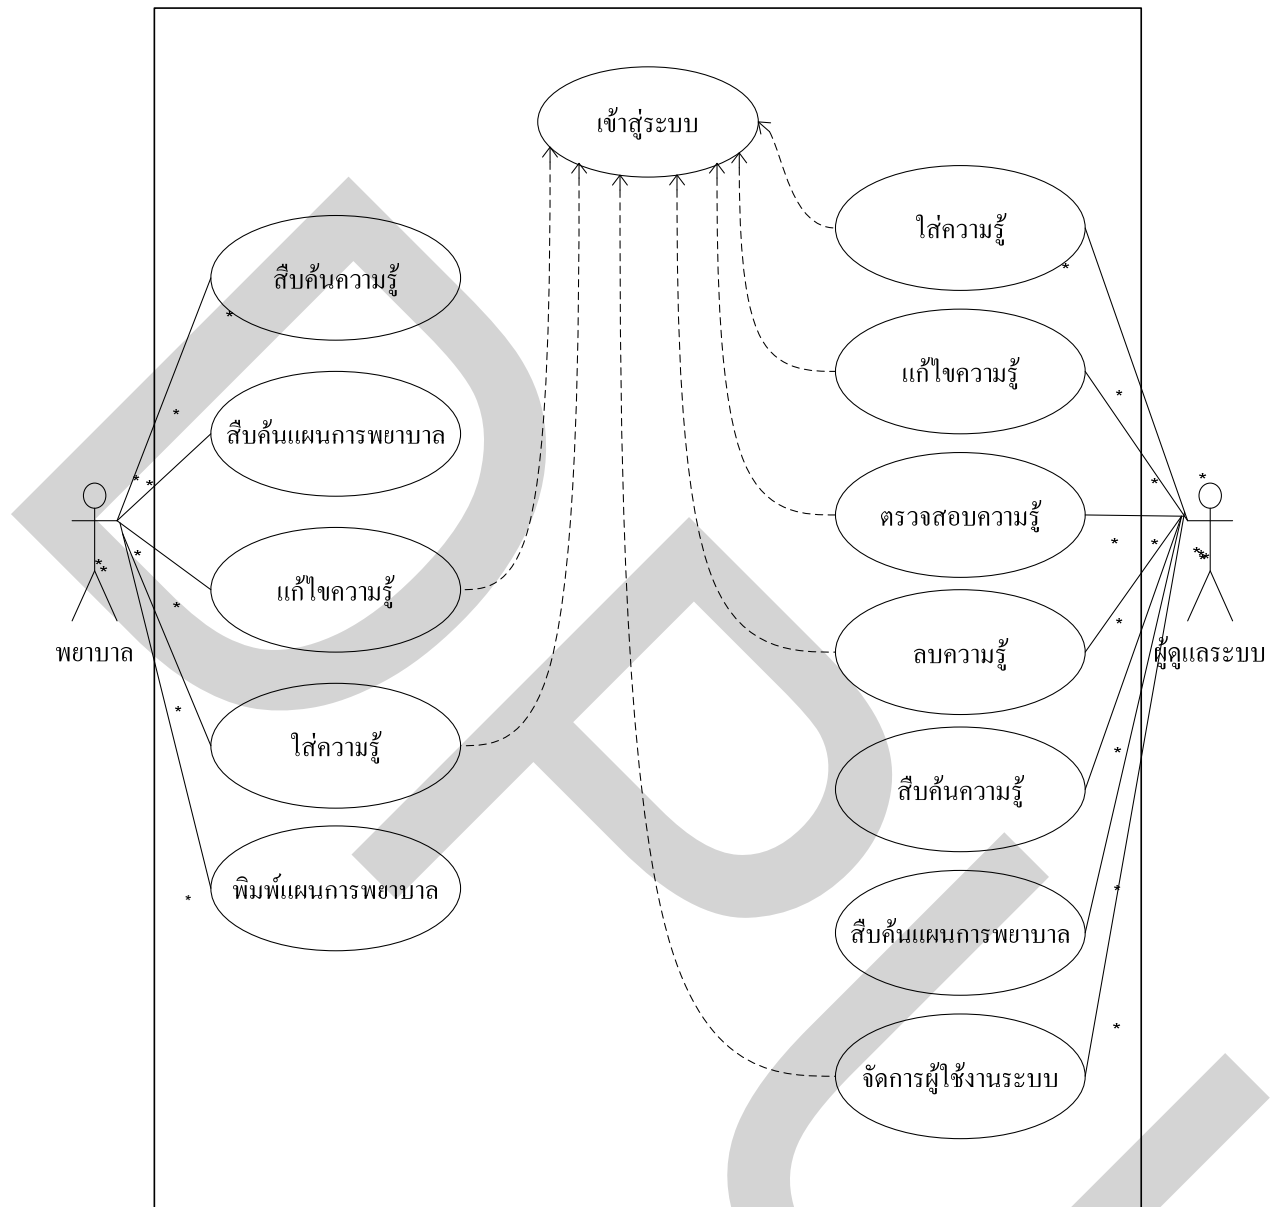 เข้าสู่ระบบ
สืบค้นความรู้
สืบค้นแผนการพยาบาล
แก้ไขความรู้
ใส่ความรู้
พิมพ์แผนการพยาบาล
พยาบาล
ใส่ความรู้
แก้ไขความรู้
ตรวจสอบความรู้
ลบความรู้
สืบค้นความรู้
สืบค้นแผนการพยาบาล
จัดการผู้ใช้งานระบบ
ผู้ดูแลระบบ